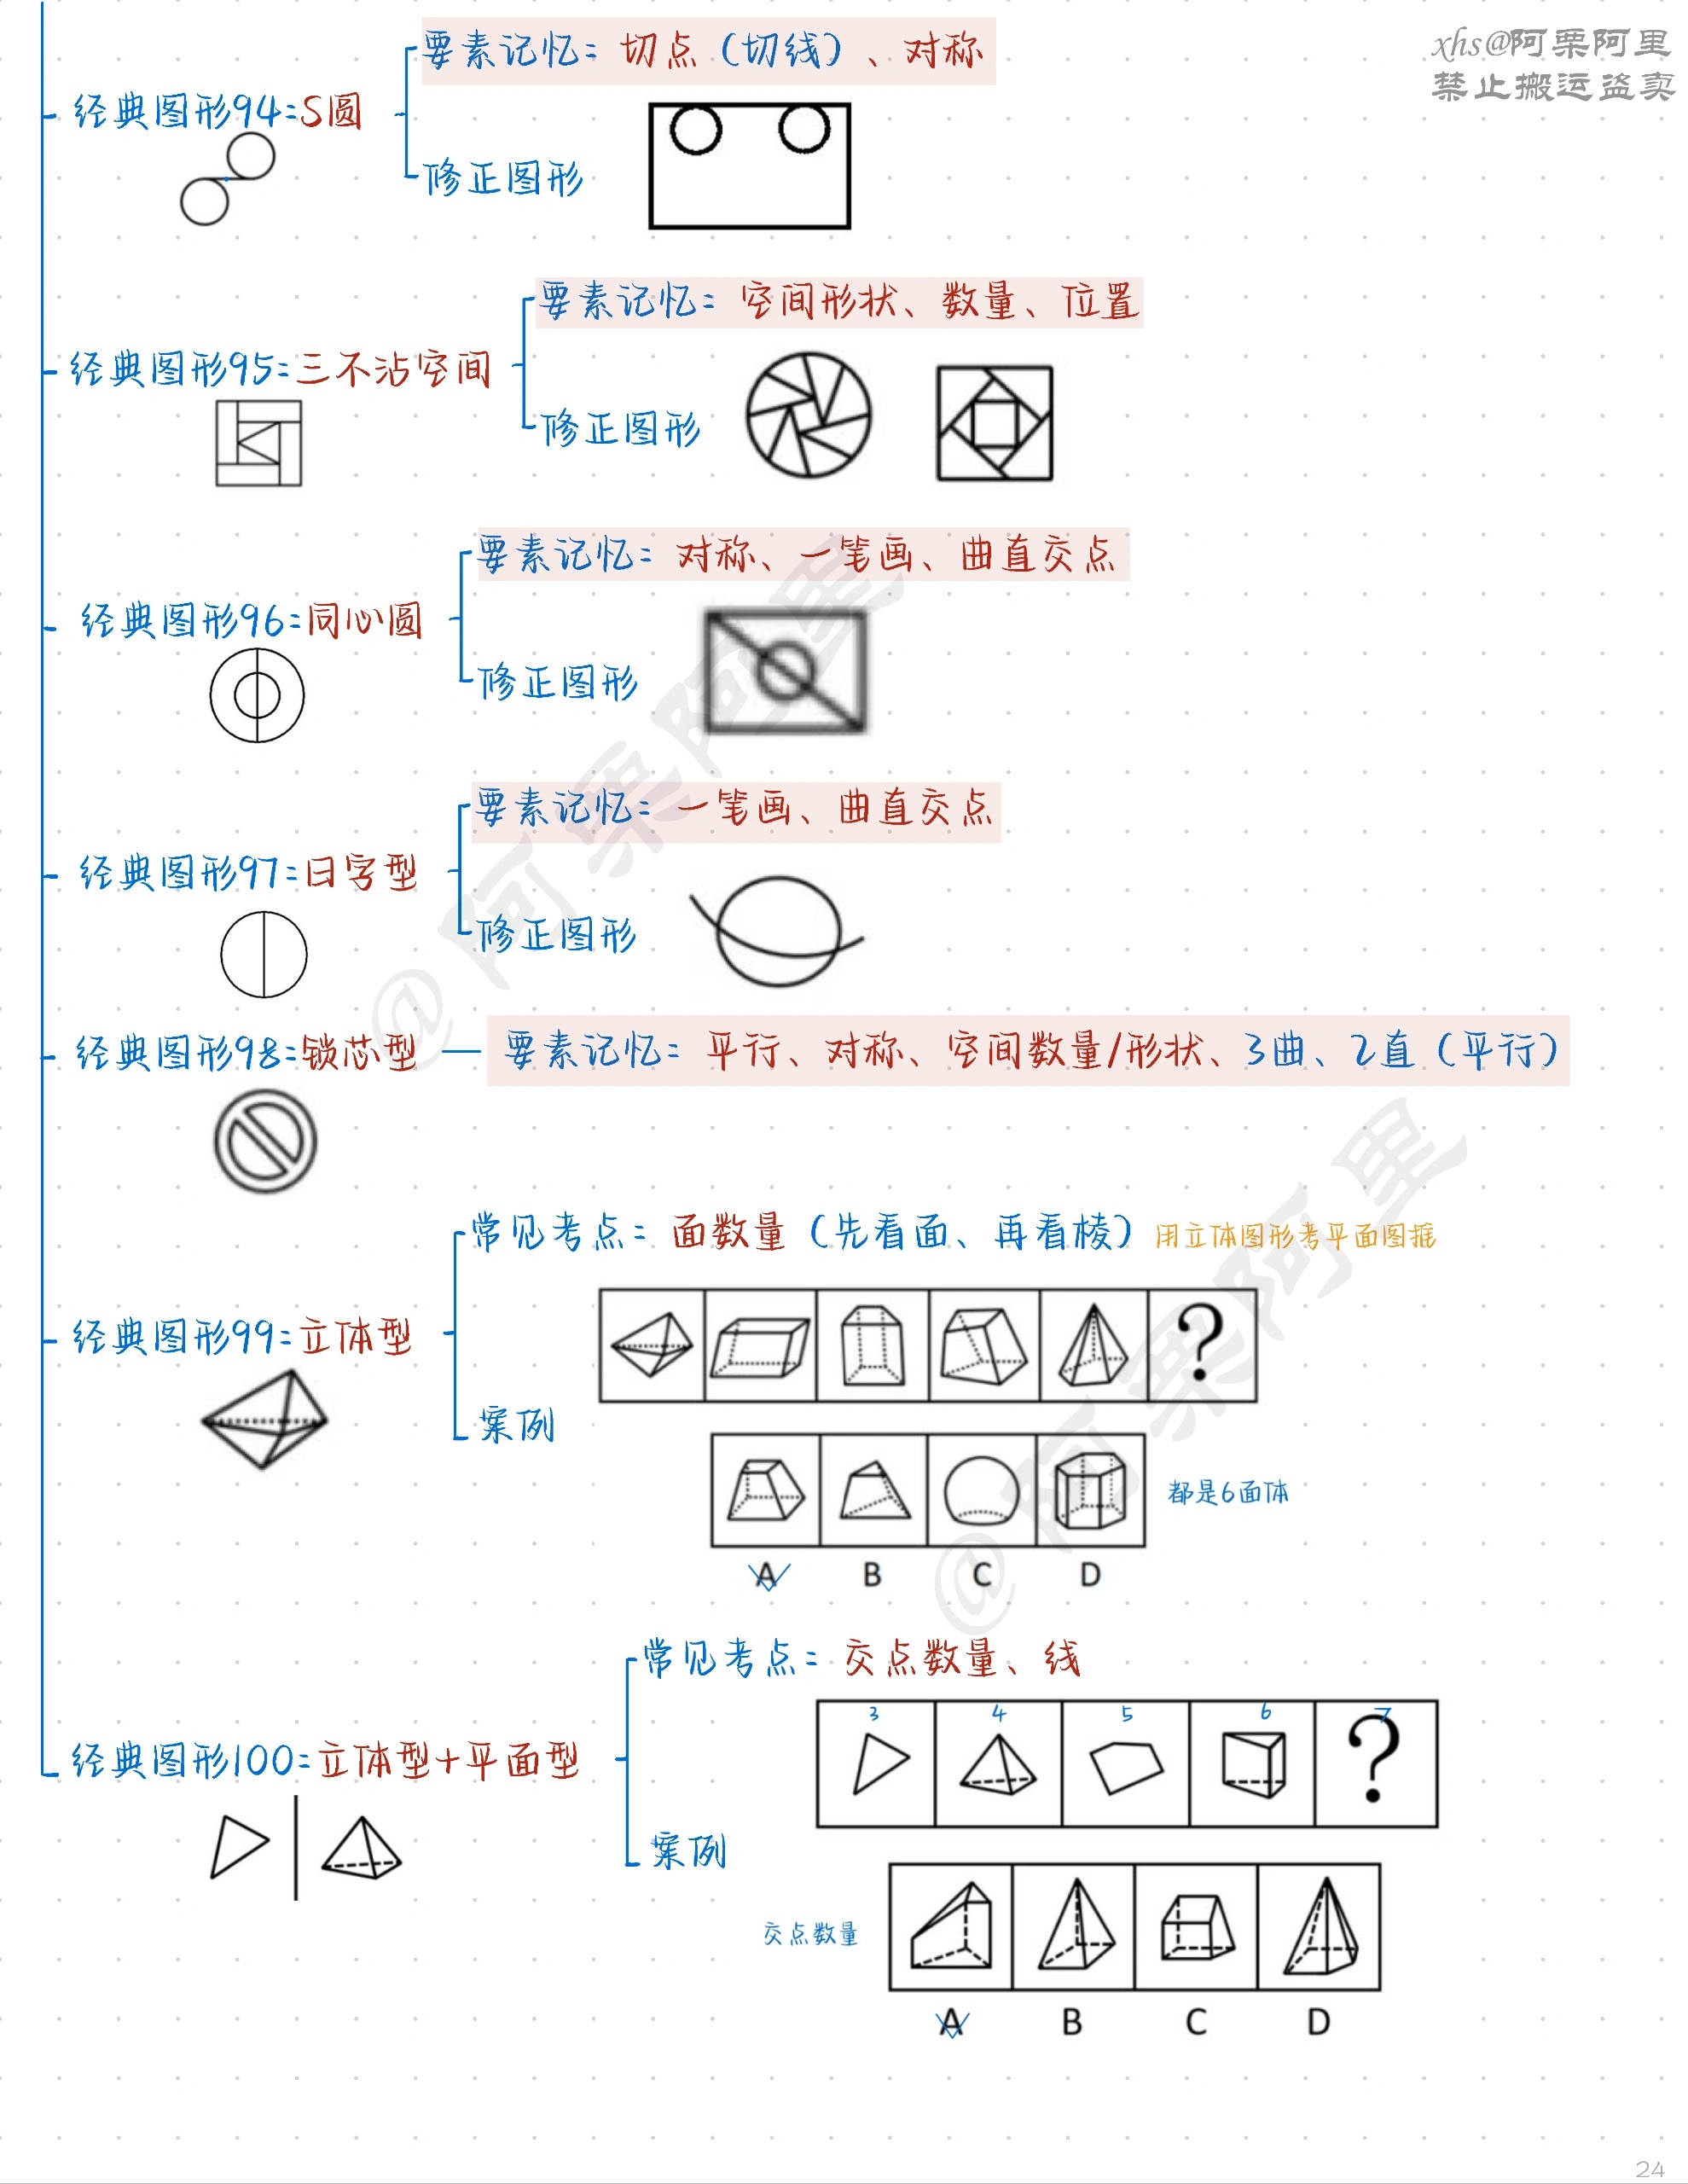 xhs@阿栗阿里
禁止搬运盗卖
要素记忆：切点（切线）、对称
经典图形94：S圆
修正图形
要素记忆：空间形状、数量、位置
经典图形95：三不沾空间
修正图形
要素记忆：对称、一笔画、曲直交点
经典图形96：同心圆
修正图形
要素记忆：一笔画、曲直交点
经典图形97：日字型
修正图形
经典图形98：锁芯型
要素记忆：平行、对称、空间数量/形状、3曲、2直（平行）
常见考点：面数量（先看面、再看棱）用立体图形考平面图推
经典图形99：立体型
?
案例
都是6面体
A B C D
常见考点：交点数量、线
3 4 5 6 7
?
经典图形100：立体型+平面型
案例
交点数量
A B C D
@阿栗阿里
@阿栗阿里
24